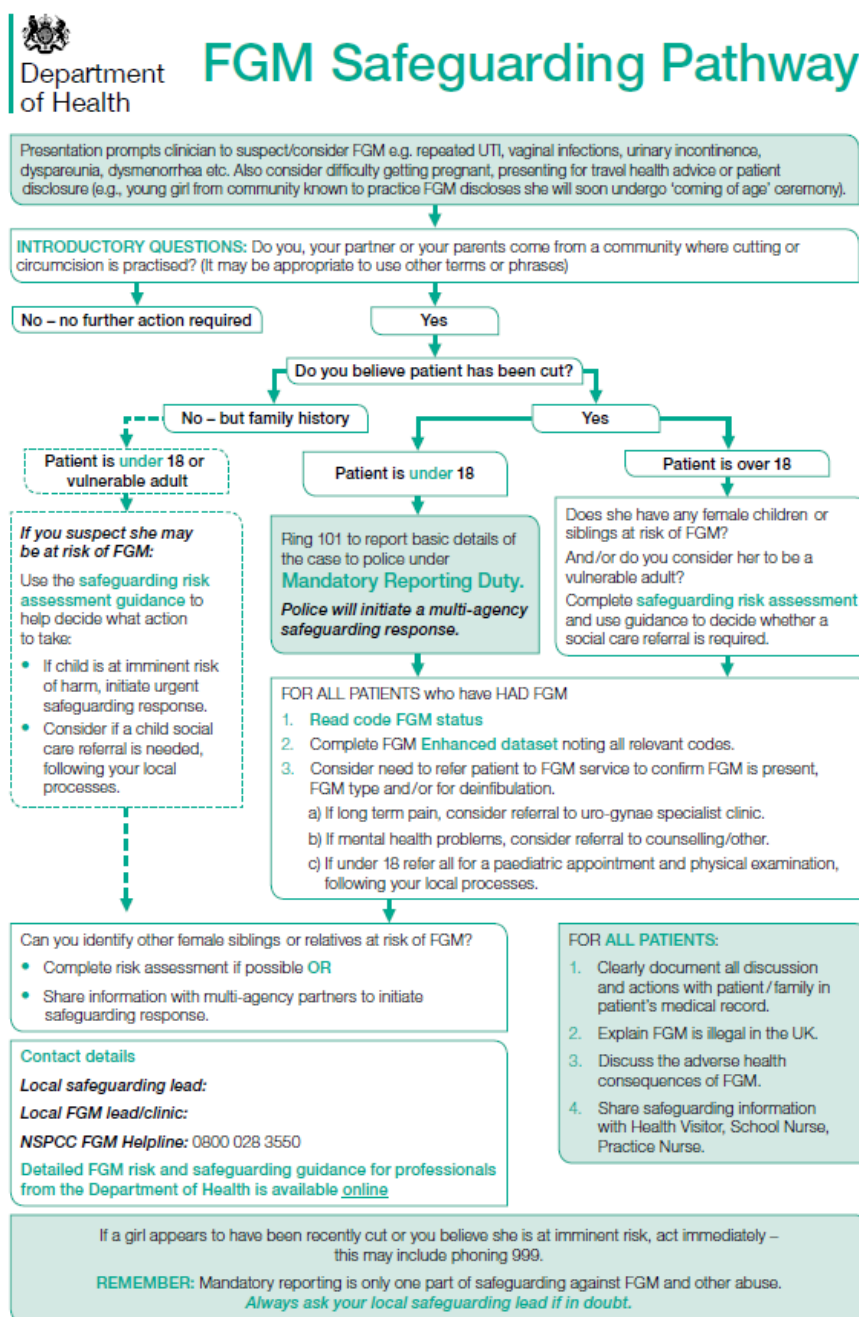 Department
of Health
FGM Safeguarding Pathway
Presentation prompts clinician to suspect/consider FGM e.g. repeated UTI, vaginal infections, urinary incontinence,
dyspareunia, dysmenorrhea etc. Also consider difficulty getting pregnant, presenting for travel health advice or patient
disclosure (e.g., young girl from community known to practice FGM discloses she will soon undergo ‘coming of age’ ceremony).
INTRODUCTORY QUESTIONS: Do you, your partner or your parents come from a community where cutting or
circumcision is practised? (It may be appropriate to use other terms or phrases)
No – no further action required
Yes
Do you believe patient has been cut?
No – but family history
Yes
Patient is under 18 or
vulnerable adult
Patient is under 18
Patient is over 18
If you suspect she may
be at risk of FGM:
Use the safeguarding risk
assessment guidance to
help decide what action
to take:
• If child is at imminent risk
of harm, initiate urgent
safeguarding response.
• Consider if a child social
care referral is needed,
following your local
processes.
Ring 101 to report basic details of
the case to police under
Mandatory Reporting Duty.
Police will initiate a multi-agency
safeguarding response.
Does she have any female children or
siblings at risk of FGM?
And/or do you consider her to be a
vulnerable adult?
Complete safeguarding risk assessment
and use guidance to decide whether a
social care referral is required.
FOR ALL PATIENTS who have HAD FGM
1. Read code FGM status
2. Complete FGM Enhanced dataset noting all relevant codes.
3. Consider need to refer patient to FGM service to confirm FGM is present,
FGM type and/or for deinfibulation.
a) If long term pain, consider referral to uro-gynae specialist clinic.
b) If mental health problems, consider referral to counselling/other.
c) If under 18 refer all for a paediatric appointment and physical examination,
following your local processes.
Can you identify other female siblings or relatives at risk of FGM?
• Complete risk assessment if possible OR
• Share information with multi-agency partners to initiate
safeguarding response.
FOR ALL PATIENTS:
1. Clearly document all discussion
and actions with patient/family in
patient’s medical record.
2. Explain FGM is illegal in the UK.
3. Discuss the adverse health
consequences of FGM.
4. Share safeguarding information
with Health Visitor, School Nurse,
Practice Nurse.
Contact details
Local safeguarding lead:
Local FGM lead/clinic:
NSPCC FGM Helpline: 0800 028 3550
Detailed FGM risk and safeguarding guidance for professionals
from the Department of Health is available online
If a girl appears to have been recently cut or you believe she is at imminent risk, act immediately –
this may include phoning 999.
REMEMBER: Mandatory reporting is only one part of safeguarding against FGM and other abuse.
Always ask your local safeguarding lead if in doubt.